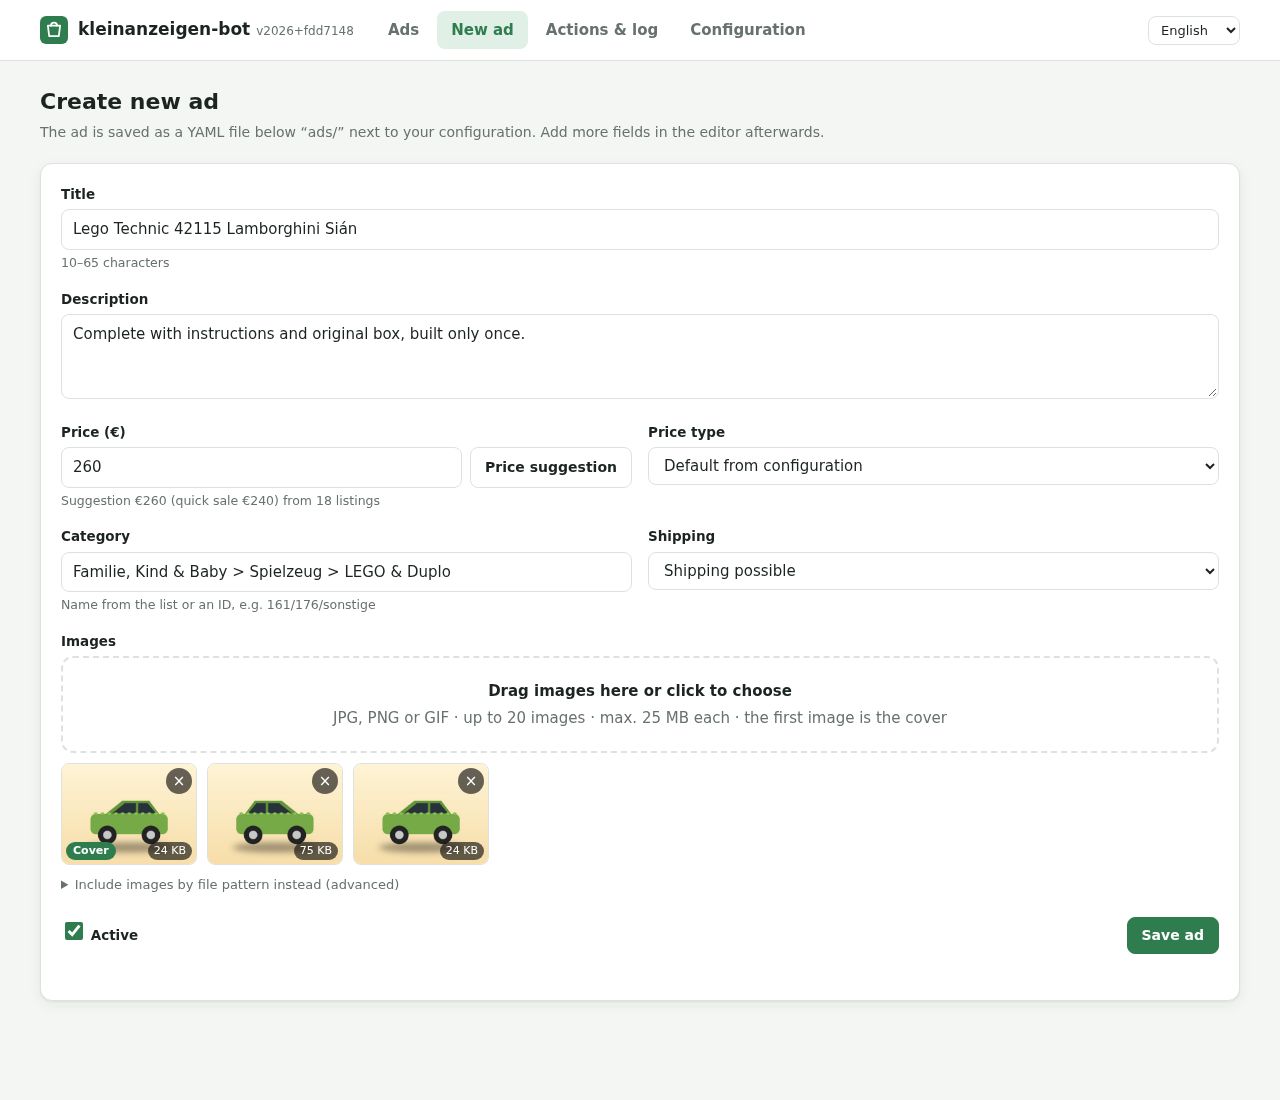 kleinanzeigen-bot v2026+fdd7148 Ads New ad Actions & log Configuration English
Create new ad
The ad is saved as a YAML file below “ads/” next to your configuration. Add more fields in the editor afterwards.
Title
Lego Technic 42115 Lamborghini Sián
10–65 characters
Description
Complete with instructions and original box, built only once.
Price (€) Price type
260 Price suggestion Default from configuration
Suggestion €260 (quick sale €240) from 18 listings
Category Shipping
Familie, Kind & Baby > Spielzeug > LEGO & Duplo Shipping possible
Name from the list or an ID, e.g. 161/176/sonstige
Images
Drag images here or click to choose
JPG, PNG or GIF · up to 20 images · max. 25 MB each · the first image is the cover
× × ×
Cover 24 KB 75 KB 24 KB
Include images by file pattern instead (advanced)
Active Save ad